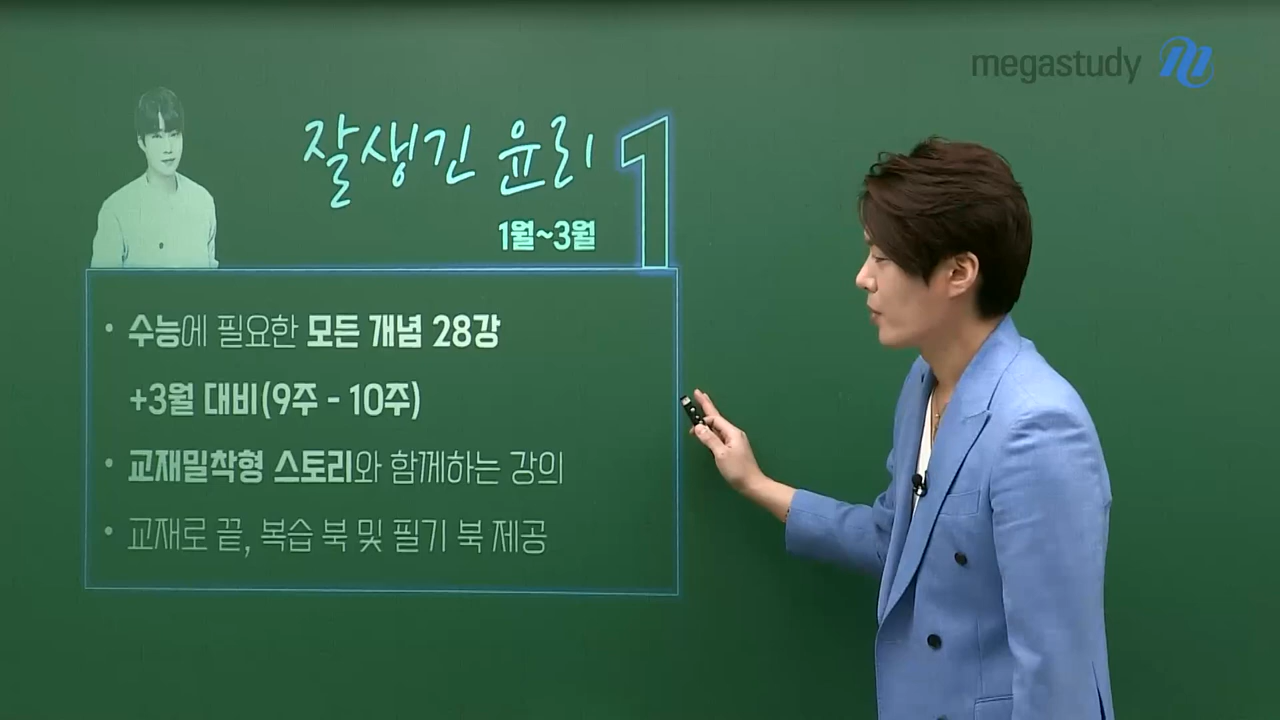 megastudy
잘생긴 윤리 1
1월~3월
• 수능에 필요한 모든 개념 28강
+3월 대비(9주 - 10주)
• 교재밀착형 스토리와 함께하는 강의
• 교재로 끝, 복습 북 및 필기 북 제공